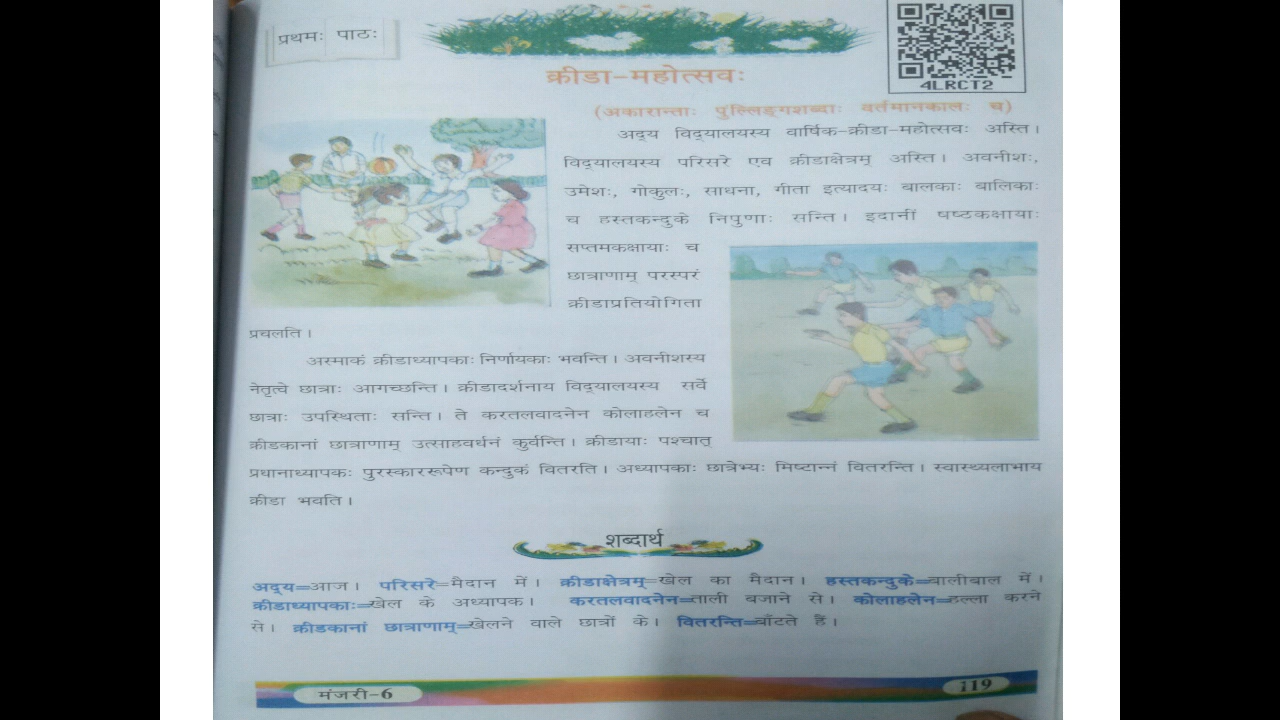 प्रथमः पाठः
4LRCT2
क्रीडा-महोत्सवः
(अकारान्ताः पुल्लिङ्गशब्दाः वर्तमानकालः च)
अद्य विद्यालयस्य वार्षिक-क्रीडा-महोत्सवः अस्ति।
विद्यालयस्य परिसरे एव क्रीडाक्षेत्रम् अस्ति। अवनीशः,
उमेशः, गोकुलः, साधना, गीता इत्यादयः बालकाः बालिकाः
च हस्तकन्दुके निपुणाः सन्ति। इदानीं षष्ठकक्षायाः
सप्तमकक्षायाः च
छात्राणाम् परस्परं
क्रीडाप्रतियोगिता
प्रचलति।
अस्माकं क्रीडाध्यापकाः निर्णायकाः भवन्ति। अवनीशस्य
नेतृत्वे छात्राः आगच्छन्ति। क्रीडादर्शनाय विद्यालयस्य सर्वे
छात्राः उपस्थिताः सन्ति। ते करतलवादनेन कोलाहलेन च
क्रीडकानां छात्राणाम् उत्साहवर्धनं कुर्वन्ति। क्रीडायाः पश्चात्
प्रधानाध्यापकः पुरस्काररूपेण कन्दुकं वितरति। अध्यापकाः छात्रेभ्यः मिष्टान्नं वितरन्ति। स्वास्थ्यलाभाय
क्रीडा भवति।
शब्दार्थ
अद्य=आज। परिसरे=मैदान में। क्रीडाक्षेत्रम्=खेल का मैदान। हस्तकन्दुके=वालीबाल में।
क्रीडाध्यापकाः=खेल के अध्यापक। करतलवादनेन=ताली बजाने से। कोलाहलेन=हल्ला करने
से। क्रीडकानां छात्राणाम्=खेलने वाले छात्रों के। वितरन्ति=बाँटते हैं।
मंजरी-6
119